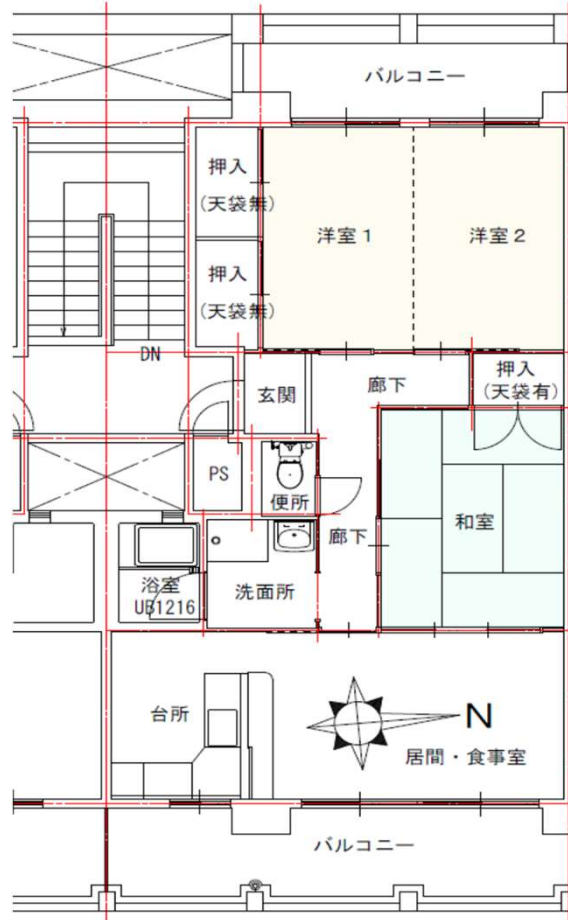 バルコニー
押入
(天袋無)
洋室1
洋室2
押入
(天袋無)
DN
玄関
廊下
押入
(天袋有)
PS
便所
和室
廊下
浴室
UB1216
洗面所
台所
N
居間・食事室
バルコニー